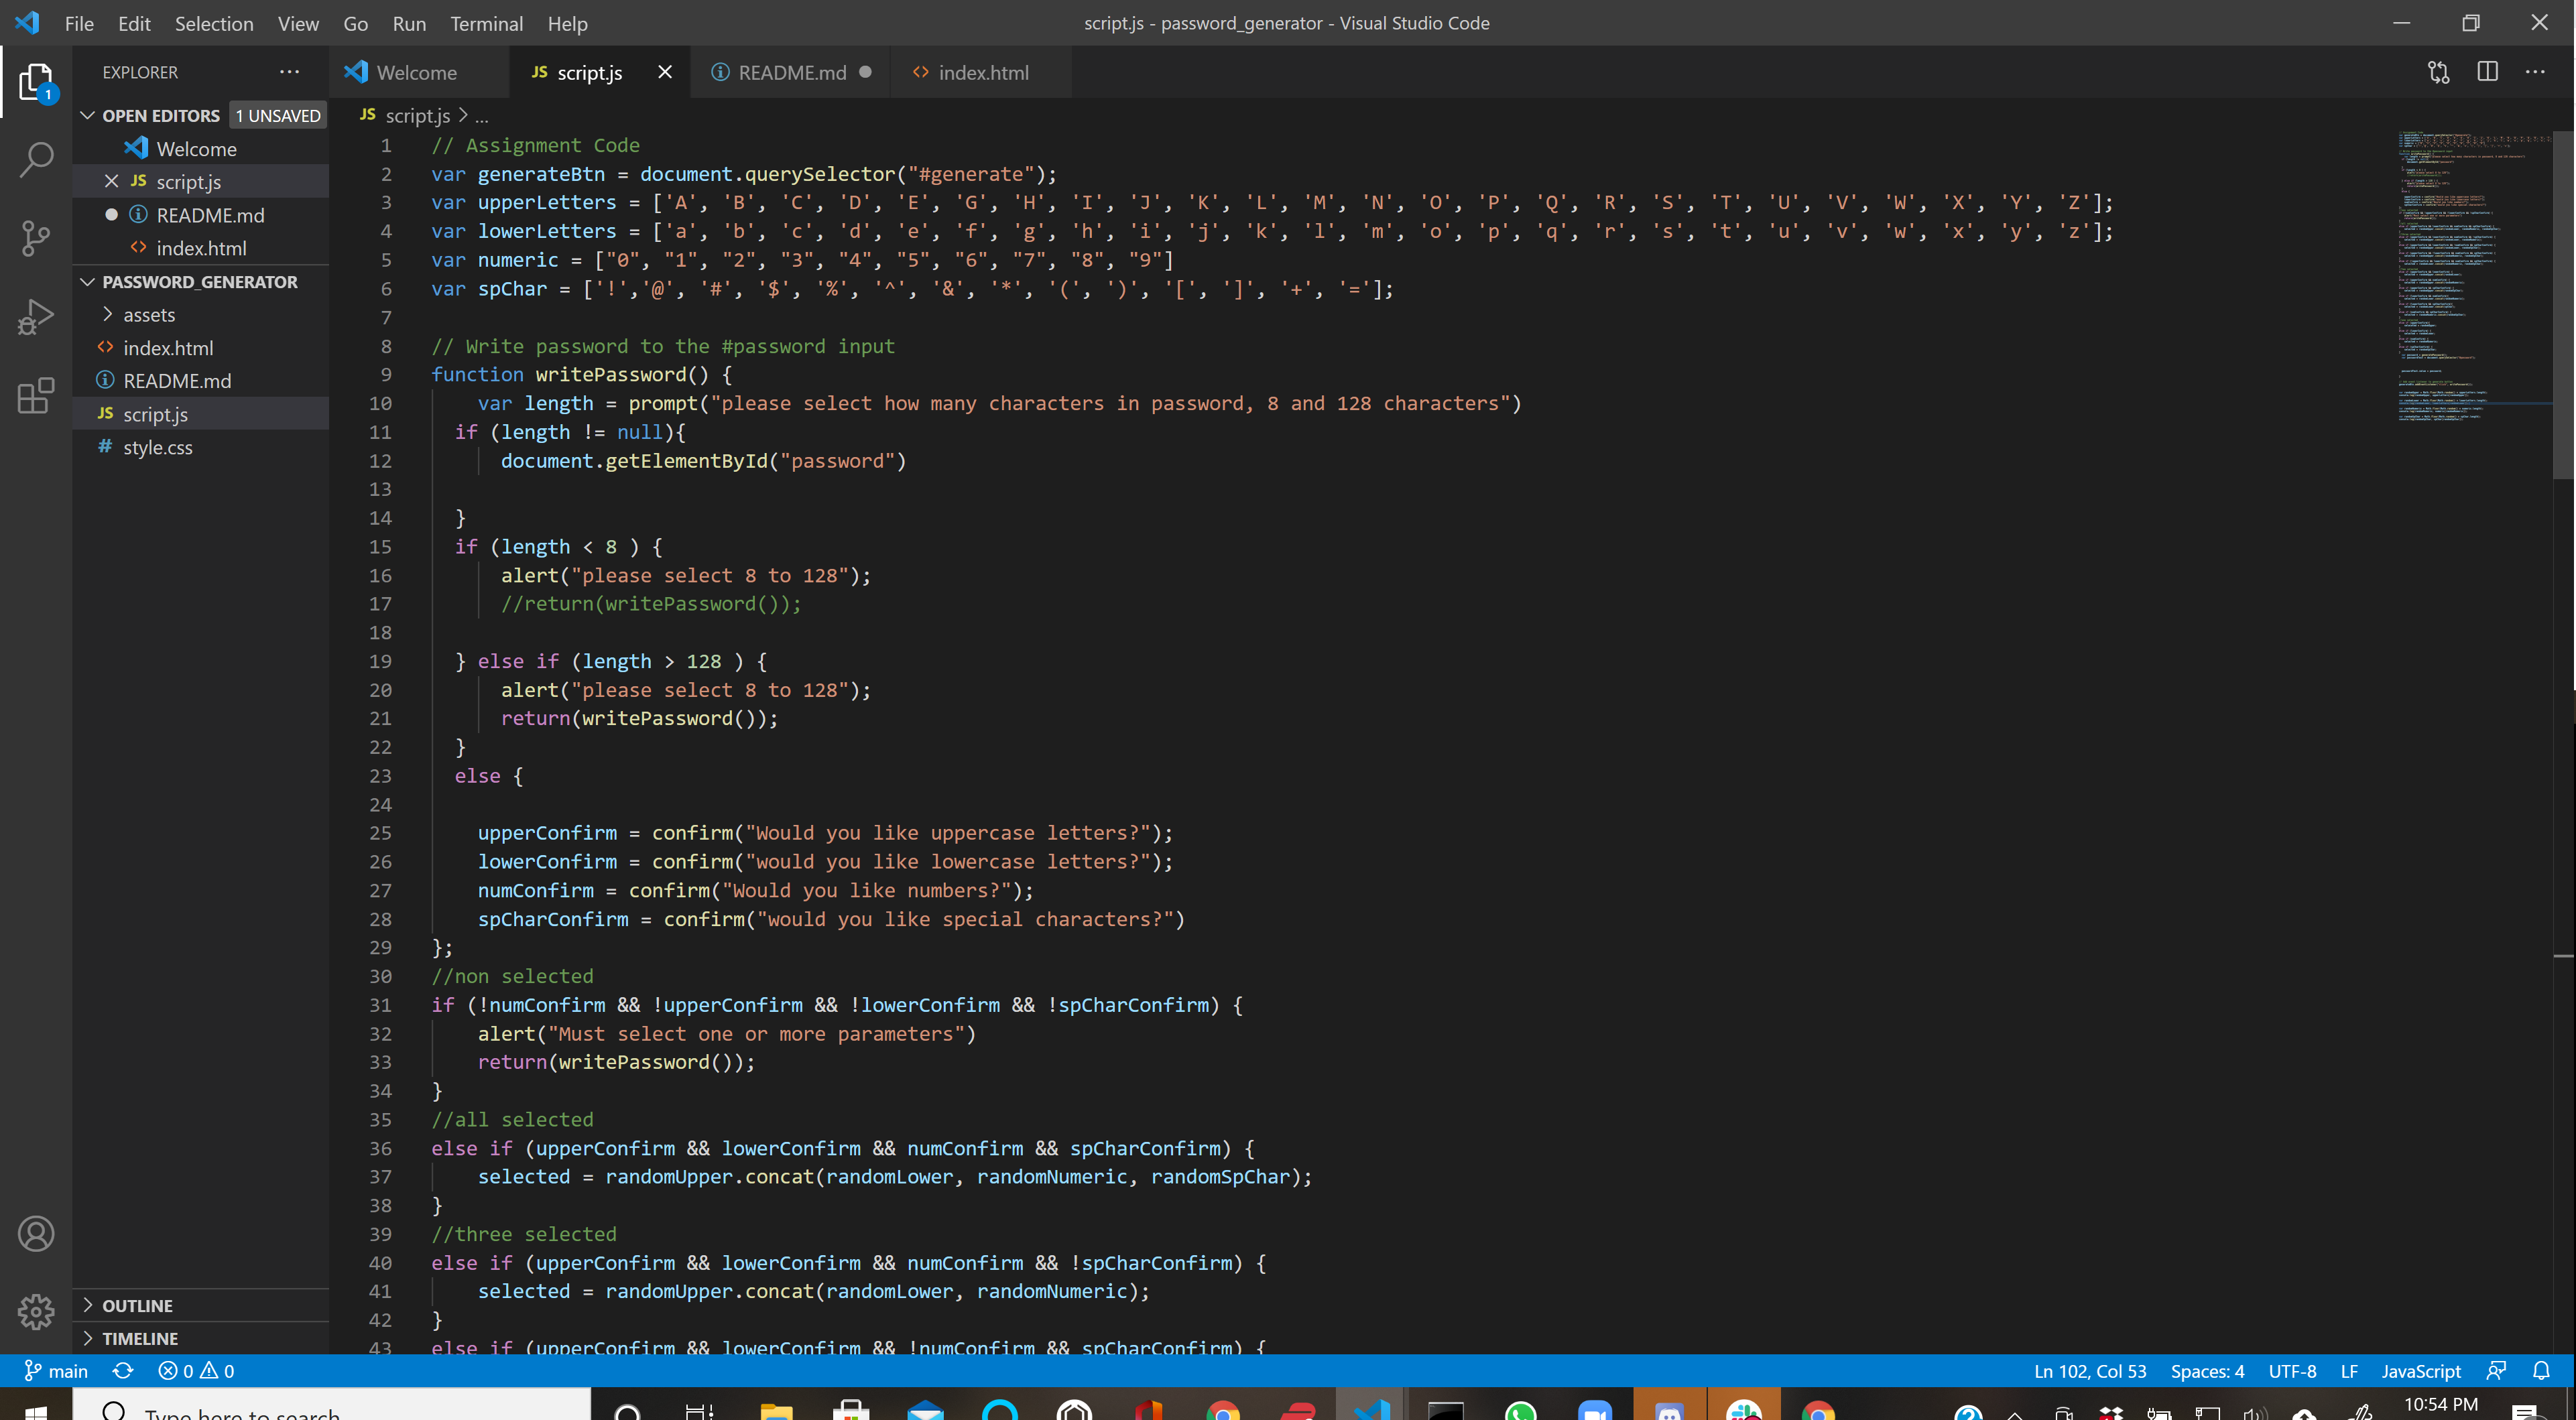 File Edit Selection View Go Run Terminal Help
script.js - password_generator - Visual Studio Code
EXPLORER
Welcome
JS script.js
README.md
index.html
1
OPEN EDITORS 1 UNSAVED
Welcome
JS script.js
README.md
index.html
PASSWORD_GENERATOR
assets
index.html
README.md
JS script.js
# style.css
OUTLINE
TIMELINE
JS script.js > ...
1 // Assignment Code
2 var generateBtn = document.querySelector("#generate");
3 var upperLetters = ['A', 'B', 'C', 'D', 'E', 'G', 'H', 'I', 'J', 'K', 'L', 'M', 'N', 'O', 'P', 'Q', 'R', 'S', 'T', 'U', 'V', 'W', 'X', 'Y', 'Z'];
4 var lowerLetters = ['a', 'b', 'c', 'd', 'e', 'f', 'g', 'h', 'i', 'j', 'k', 'l', 'm', 'o', 'p', 'q', 'r', 's', 't', 'u', 'v', 'w', 'x', 'y', 'z'];
5 var numeric = ["0", "1", "2", "3", "4", "5", "6", "7", "8", "9"]
6 var spChar = ['!','@', '#', '$', '%', '^', '&', '*', '(', ')', '[', ']', '+', '='];
7
8 // Write password to the #password input
9 function writePassword() {
10 var length = prompt("please select how many characters in password, 8 and 128 characters")
11 if (length != null){
12 document.getElementById("password")
13
14 }
15 if (length < 8 ) {
16 alert("please select 8 to 128");
17 //return(writePassword());
18
19 } else if (length > 128 ) {
20 alert("please select 8 to 128");
21 return(writePassword());
22 }
23 else {
24
25 upperConfirm = confirm("Would you like uppercase letters?");
26 lowerConfirm = confirm("would you like lowercase letters?");
27 numConfirm = confirm("Would you like numbers?");
28 spCharConfirm = confirm("would you like special characters?")
29 };
30 //non selected
31 if (!numConfirm && !upperConfirm && !lowerConfirm && !spCharConfirm) {
32 alert("Must select one or more parameters")
33 return(writePassword());
34 }
35 //all selected
36 else if (upperConfirm && lowerConfirm && numConfirm && spCharConfirm) {
37 selected = randomUpper.concat(randomLower, randomNumeric, randomSpChar);
38 }
39 //three selected
40 else if (upperConfirm && lowerConfirm && numConfirm && !spCharConfirm) {
41 selected = randomUpper.concat(randomLower, randomNumeric);
42 }
43 else if (upperConfirm && lowerConfirm && !numConfirm && spCharConfirm) {
main 0 0 Ln 102, Col 53 Spaces: 4 UTF-8 LF JavaScript
Type here to search
10:54 PM